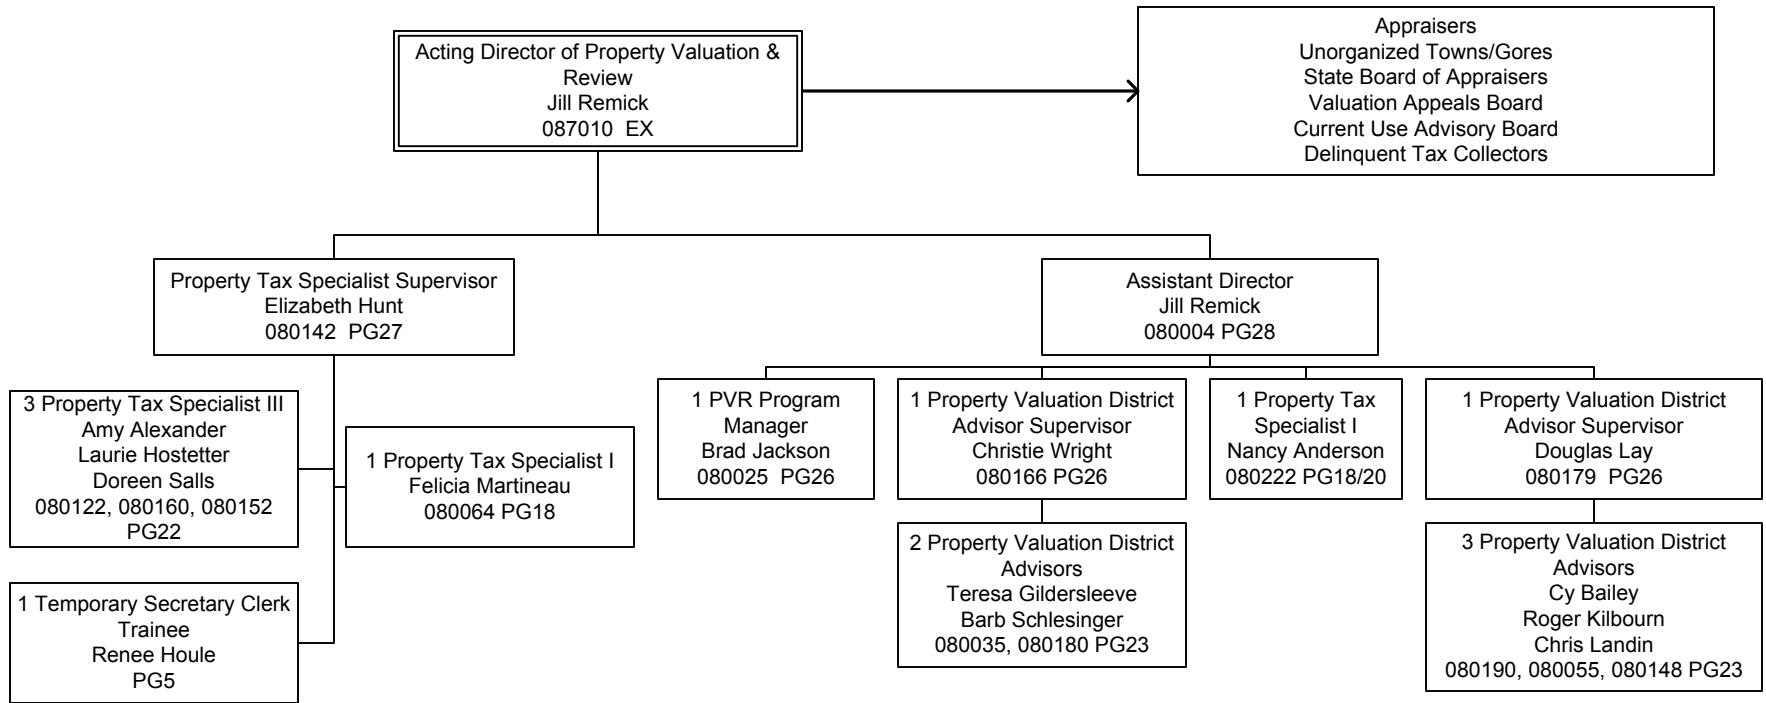 Acting Director of Property Valuation &
Review
Jill Remick
087010  EX
Appraisers
Unorganized Towns/Gores
State Board of Appraisers
Valuation Appeals Board
Current Use Advisory Board
Delinquent Tax Collectors
Property Tax Specialist Supervisor
Elizabeth Hunt
080142  PG27
Assistant Director
Jill Remick
080004 PG28
3 Property Tax Specialist III
Amy Alexander
Laurie Hostetter
Doreen Salls
080122, 080160, 080152
PG22
1 Property Tax Specialist I
Felicia Martineau
080064 PG18
1 Temporary Secretary Clerk
Trainee
Renee Houle
PG5
1 PVR Program
Manager
Brad Jackson
080025  PG26
1 Property Valuation District
Advisor Supervisor
Christie Wright
080166 PG26
2 Property Valuation District
Advisors
Teresa Gildersleeve
Barb Schlesinger
080035, 080180 PG23
1 Property Tax
Specialist I
Nancy Anderson
080222 PG18/20
1 Property Valuation District
Advisor Supervisor
Douglas Lay
080179  PG26
3 Property Valuation District
Advisors
Cy Bailey
Roger Kilbourn
Chris Landin
080190, 080055, 080148 PG23